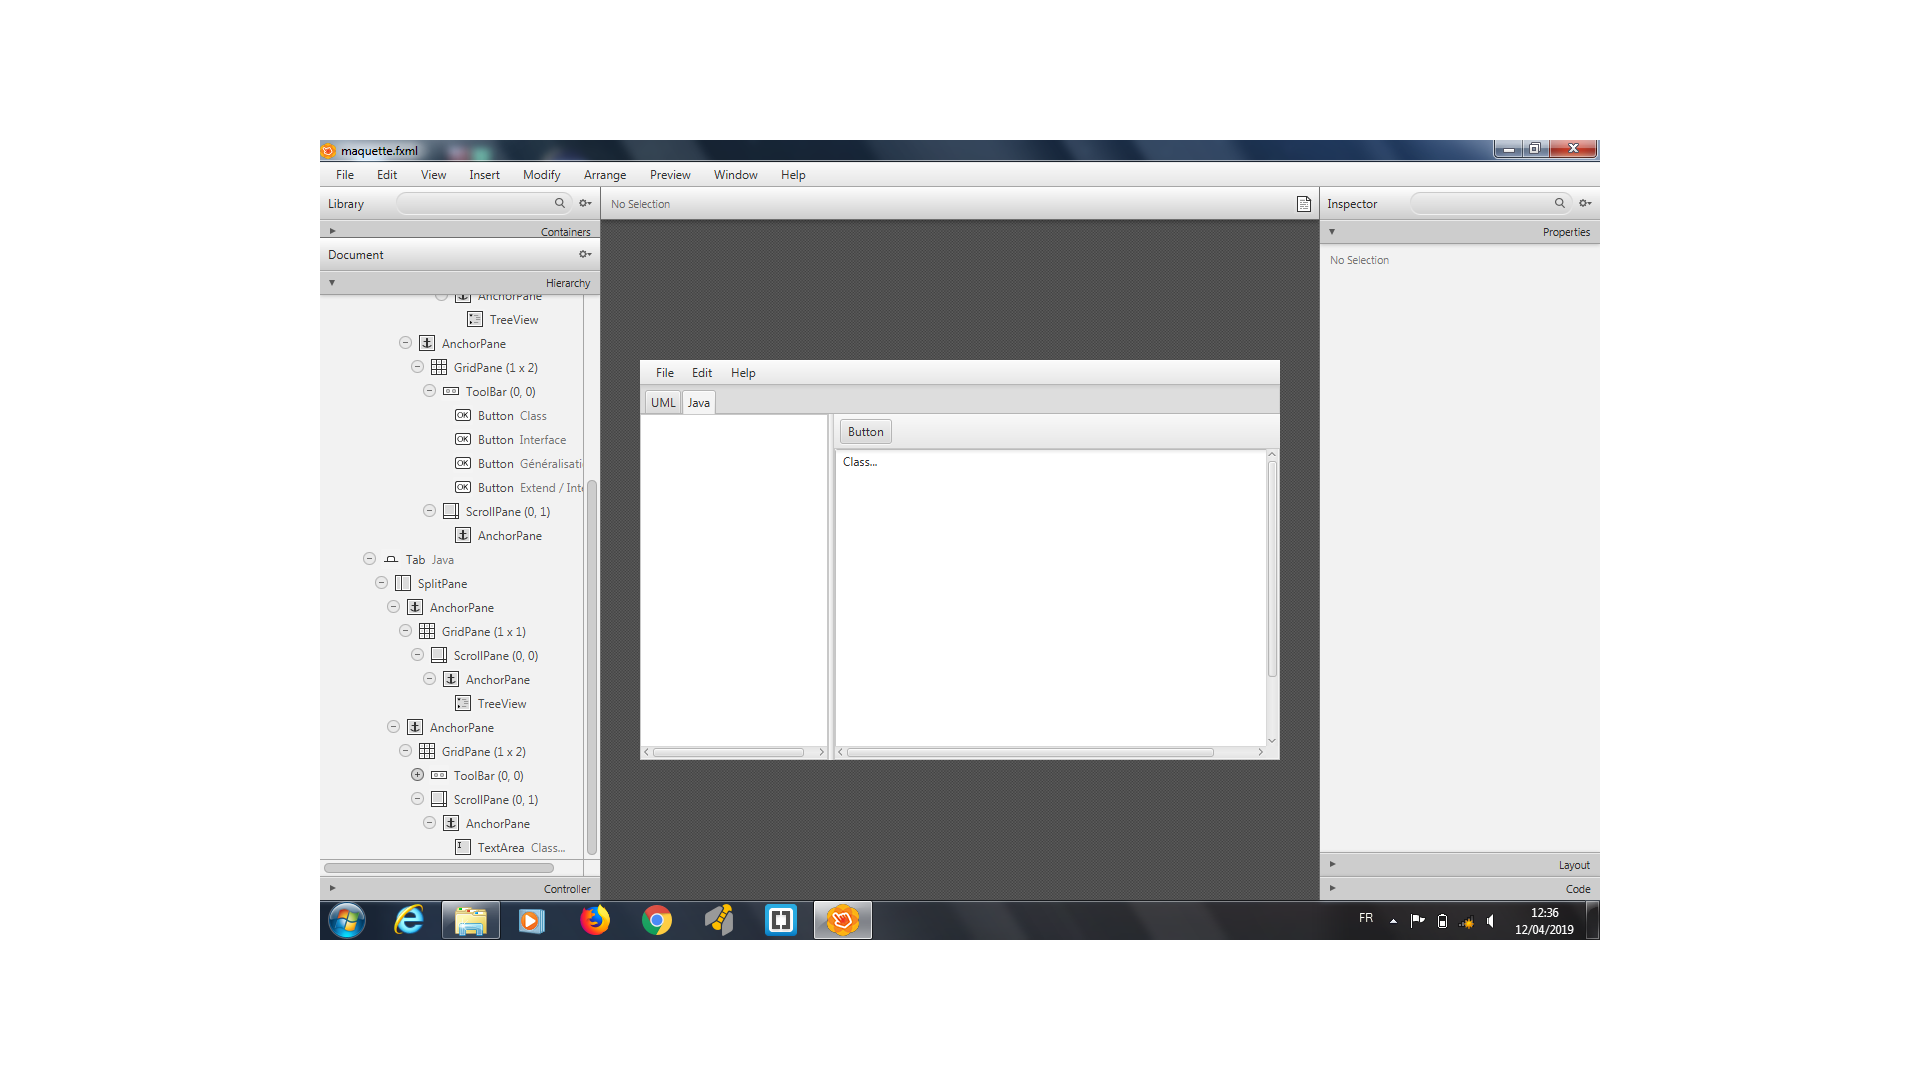 maquette.fxml
File Edit View Insert Modify Arrange Preview Window Help
Library
No Selection
Inspector
Containers
Properties
Document
No Selection
Hierarchy
AnchorPane
TreeView
AnchorPane
GridPane (1 x 2)
ToolBar (0, 0)
Button Class
Button Interface
Button Généralisati
Button Extend / Inte
ScrollPane (0, 1)
AnchorPane
Tab Java
SplitPane
AnchorPane
GridPane (1 x 1)
ScrollPane (0, 0)
AnchorPane
TreeView
AnchorPane
GridPane (1 x 2)
ToolBar (0, 0)
ScrollPane (0, 1)
AnchorPane
TextArea Class...
Controller
File Edit Help
UML Java
Button
Class...
Layout
Code
FR
12:36
12/04/2019